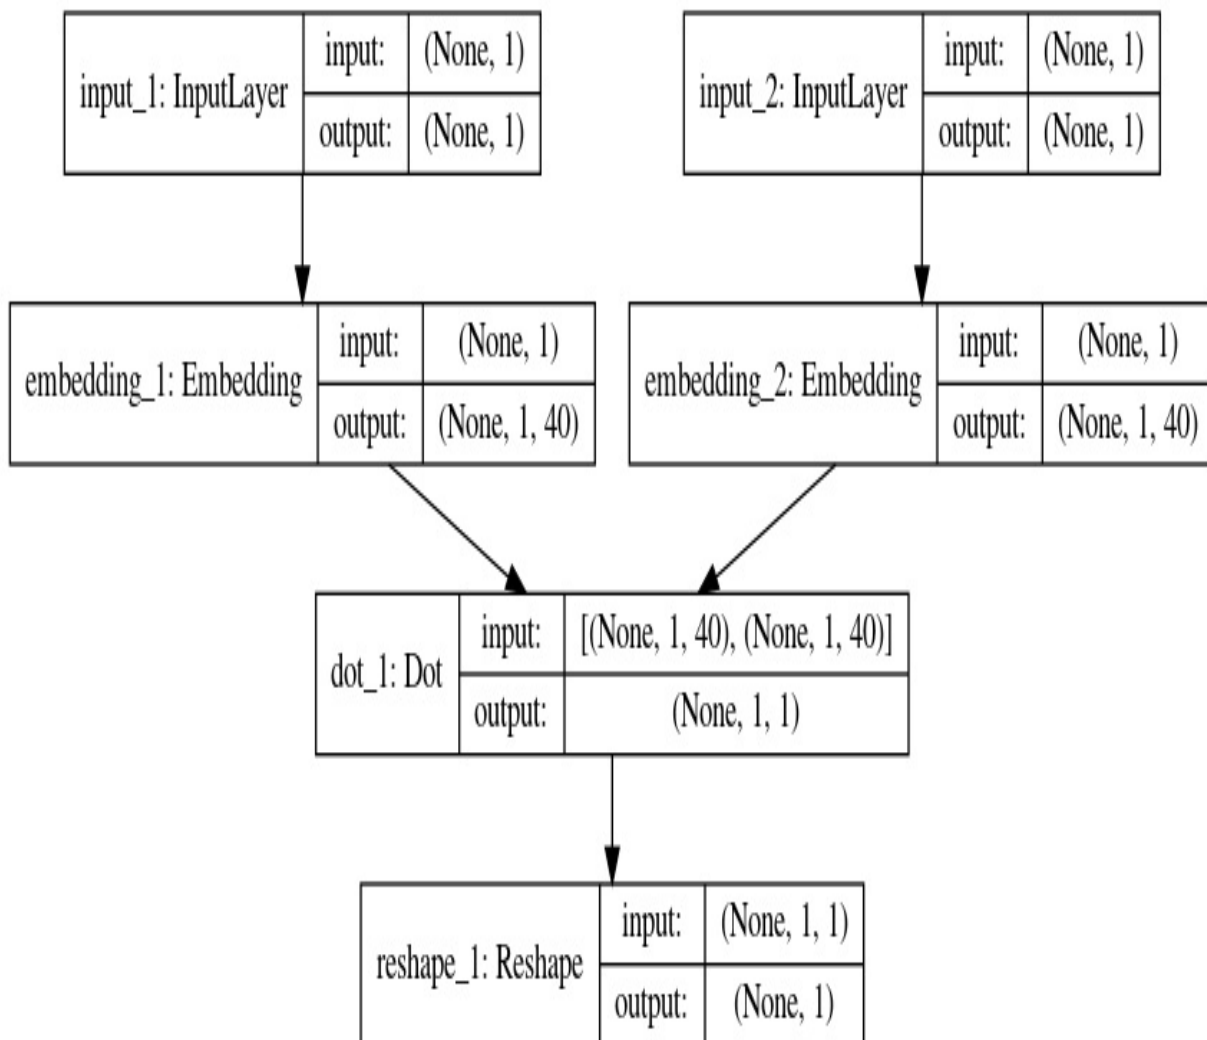 input_1: InputLayer
input: (None, 1)
output: (None, 1)
input_2: InputLayer
input: (None, 1)
output: (None, 1)
embedding_1: Embedding
input: (None, 1)
output: (None, 1, 40)
embedding_2: Embedding
input: (None, 1)
output: (None, 1, 40)
dot_1: Dot
input: [(None, 1, 40), (None, 1, 40)]
output: (None, 1, 1)
reshape_1: Reshape
input: (None, 1, 1)
output: (None, 1)